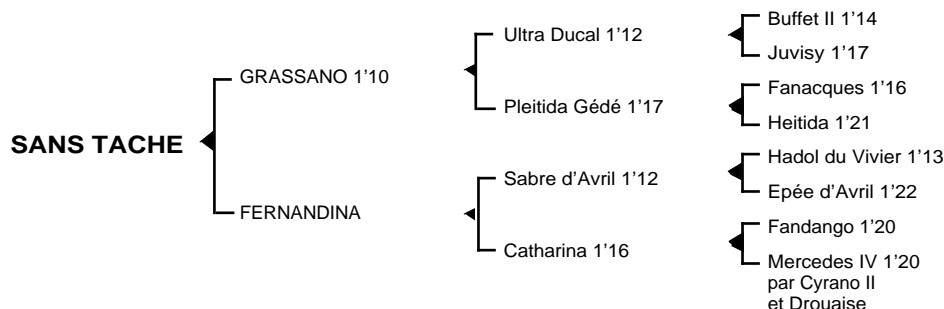 SANS TACHE
GRASSANO 1’10
FERNANDINA
Ultra Ducal 1’12
Pleitida Gédé 1’17
Sabre d’Avril 1’12
Catharina 1’16
Buffet II 1’14
Juvisy 1’17
Fanacques 1’16
Heitida 1’21
Hadol du Vivier 1’13
Epée d’Avril 1’22
Fandango 1’20
Mercedes IV 1’20
par Cyrano II
et Drouaise